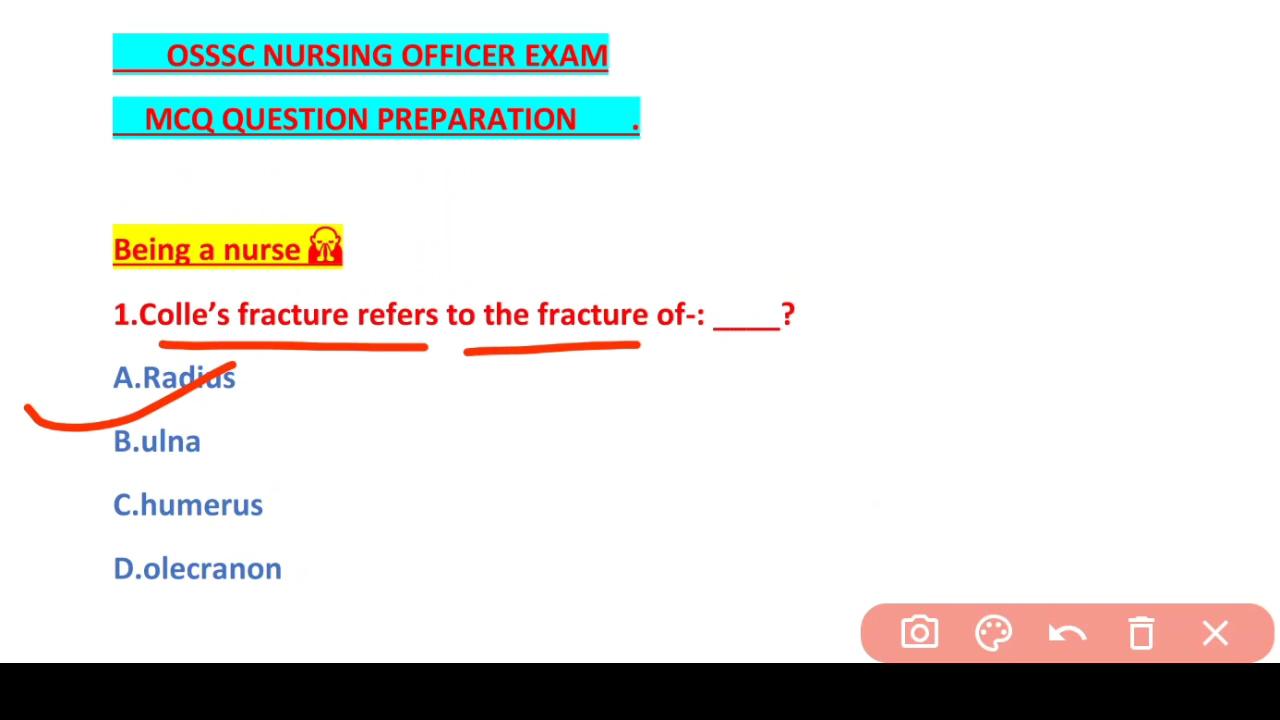 OSSSC NURSING OFFICER EXAM
MCQ QUESTION PREPARATION .
Being a nurse
1.Colle’s fracture refers to the fracture of-: ____?
A.Radius
B.ulna
C.humerus
D.olecranon